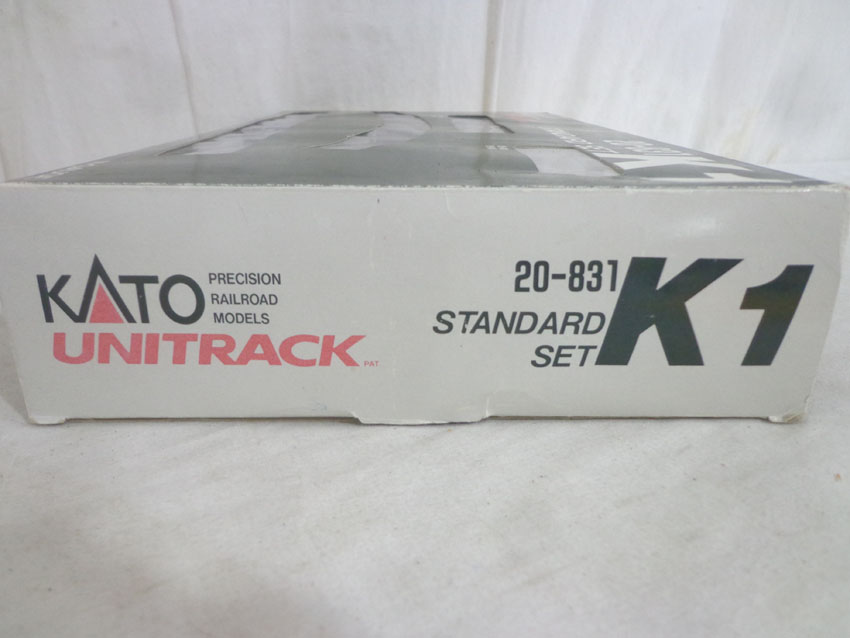 KATO
PRECISION
RAILROAD
MODELS
UNITRACK PAT.
20-831
STANDARD
SET
K1